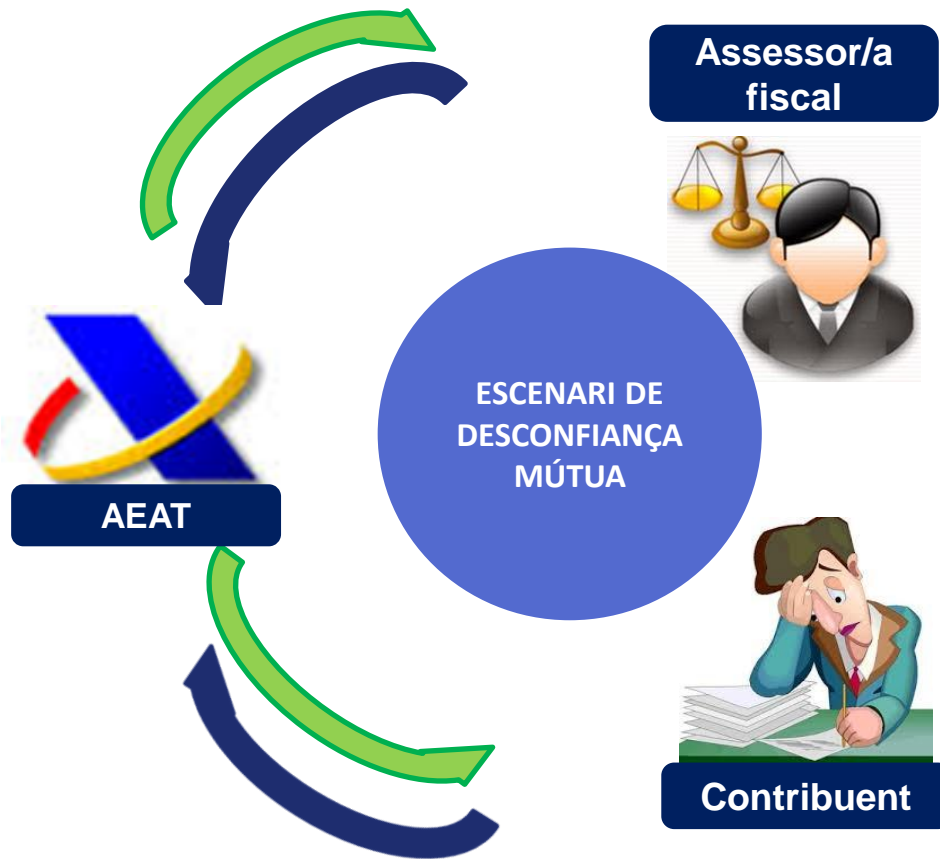 Assessor/a
fiscal
ESCENARI DE
DESCONFIANÇA
MÚTUA
AEAT
Contribuent